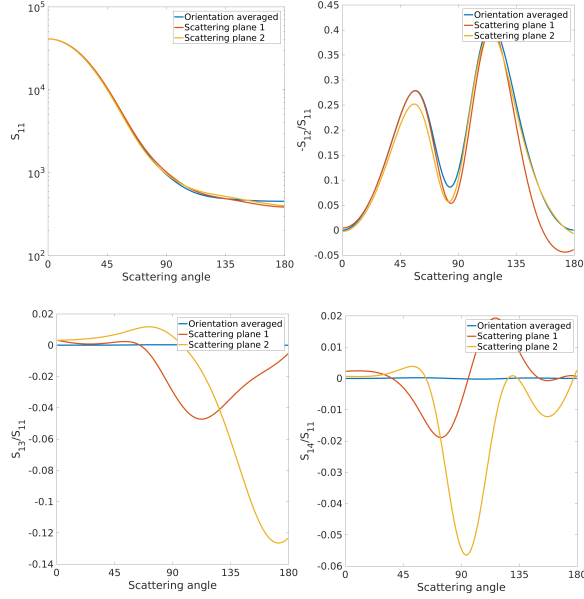 10^5
10^4
10^3
10^2
S_11
0 45 90 135 180
Scattering angle
Orientation averaged
Scattering plane 1
Scattering plane 2
0.4
0.35
0.3
0.25
0.2
0.15
0.1
0.05
0
-0.05
-S_12/S_11
0 45 90 135 180
Scattering angle
Orientation averaged
Scattering plane 1
Scattering plane 2
0.02
0
-0.02
-0.04
-0.06
-0.08
-0.1
-0.12
-0.14
S_13/S_11
0 45 90 135 180
Scattering angle
Orientation averaged
Scattering plane 1
Scattering plane 2
0.02
0.01
0
-0.01
-0.02
-0.03
-0.04
-0.05
-0.06
S_14/S_11
0 45 90 135 180
Scattering angle
Orientation averaged
Scattering plane 1
Scattering plane 2